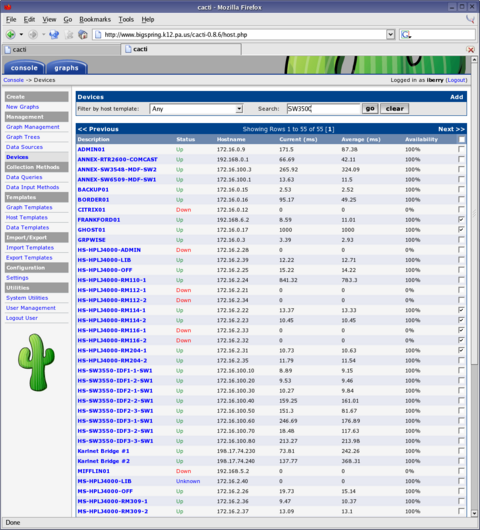 cacti - Mozilla Firefox
File Edit View Go Bookmarks Tools Help
http://www.bigspring.k12.pa.us/cacti-0.8.6/host.php
cacti cacti
console graphs
Console -> Devices Logged in as iberry (Logout)
Create
New Graphs
Management
Graph Management
Graph Trees
Data Sources
Devices
Collection Methods
Data Queries
Data Input Methods
Templates
Graph Templates
Host Templates
Data Templates
Import/Export
Import Templates
Export Templates
Configuration
Settings
Utilities
System Utilities
User Management
Logout User
Devices Add
Filter by host template: Any Search: SW350 go clear
<< Previous Showing Rows 1 to 55 of 55 [1] Next >>
Description Status Hostname Current (ms) Average (ms) Availability
ADMIN01 Up 172.16.0.9 171.5 87.38 100%
ANNEX-RTR2600-COMCAST Up 192.168.0.1 66.69 42.11 100%
ANNEX-SW3548-MDF-SW2 Up 172.16.100.3 265.92 324.09 100%
ANNEX-SW6509-MDF-SW1 Up 172.16.100.1 13.63 11.5 100%
BACKUP01 Up 172.16.0.15 2.53 2.52 100%
BORDER01 Up 172.16.0.16 95.17 49.25 100%
CITRIX01 Down 172.16.0.12 0 0 0%
FRANKFORD01 Up 192.168.6.2 8.59 11.01 100%
GHOST01 Up 172.16.0.17 1000 1000 100%
GRPWISE Up 172.16.0.3 3.39 2.93 100%
HS-HPLJ4000-ADMIN Down 172.16.2.28 0 0 0%
HS-HPLJ4000-LIB Up 172.16.2.39 12.22 12.71 100%
HS-HPLJ4000-OFF Up 172.16.2.25 15.22 14.22 100%
HS-HPLJ4000-RM110-1 Up 172.16.2.24 841.32 783.3 100%
HS-HPLJ4000-RM112-1 Down 172.16.2.21 0 0 0%
HS-HPLJ4000-RM112-2 Down 172.16.2.34 0 0 0%
HS-HPLJ4000-RM114-1 Up 172.16.2.22 13.37 13.33 100%
HS-HPLJ4000-RM114-2 Up 172.16.2.23 10.45 10.38 100%
HS-HPLJ4000-RM116-1 Down 172.16.2.33 0 0 0%
HS-HPLJ4000-RM116-2 Down 172.16.2.32 0 0 0%
HS-HPLJ4000-RM204-1 Up 172.16.2.31 10.73 10.63 100%
HS-HPLJ4000-RM204-2 Up 172.16.2.35 11.79 11.54 100%
HS-SW3550-IDF1-1-SW1 Up 172.16.100.10 8.89 9.15 100%
HS-SW3550-IDF1-2-SW1 Up 172.16.100.20 9.53 9.46 100%
HS-SW3550-IDF2-1-SW1 Up 172.16.100.30 10.27 9.84 100%
HS-SW3550-IDF2-2-SW1 Up 172.16.100.40 159.25 161.01 100%
HS-SW3550-IDF2-3-SW1 Up 172.16.100.50 151.3 81.67 100%
HS-SW3550-IDF3-1-SW1 Up 172.16.100.60 246.69 176.89 100%
HS-SW3550-IDF3-2-SW1 Up 172.16.100.70 18.48 117.63 100%
HS-SW3550-IDF3-3-SW1 Up 172.16.100.80 213.27 213.98 100%
Karinet Bridge #1 Up 198.17.74.230 73.81 242.26 100%
Karinet Bridge #2 Up 198.17.74.240 137.77 368.31 100%
MIFFLIN01 Down 192.168.5.2 0 0 0%
MS-HPLJ4000-LIB Unknown 172.16.2.40 0 0 100%
MS-HPLJ4000-OFF Up 172.16.2.26 19.73 15.14 100%
MS-HPLJ4000-RM309-1 Up 172.16.2.36 9.47 10.37 100%
MS-HPLJ4000-RM309-2 Up 172.16.2.37 13.09 13.1 100%
Done